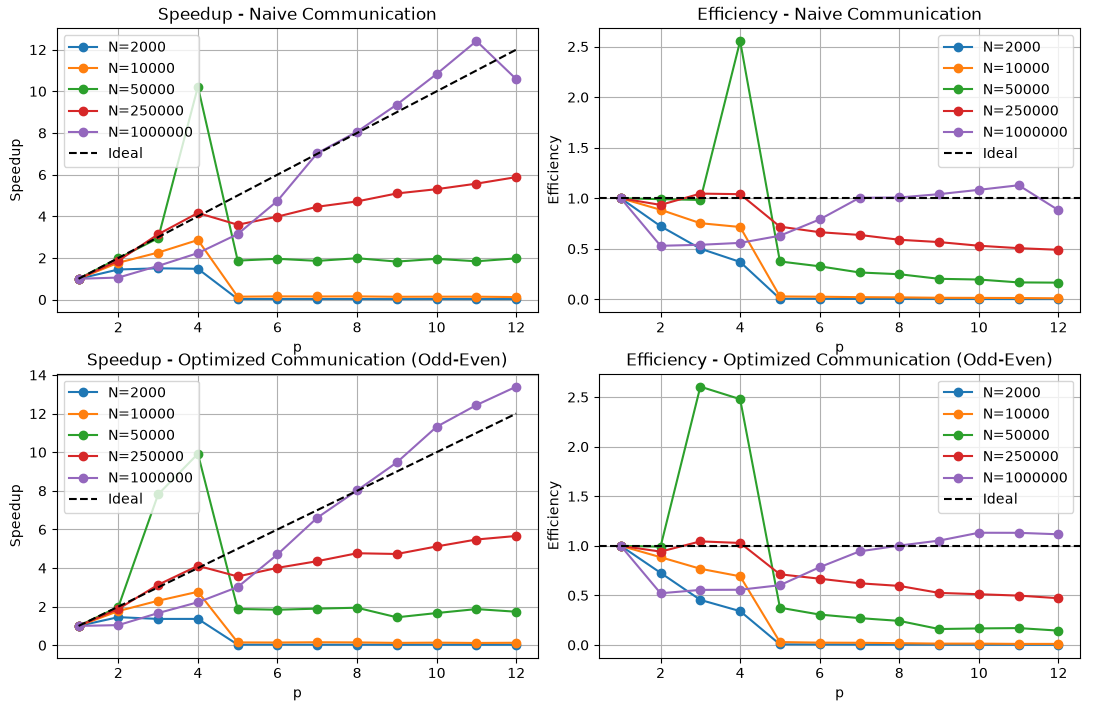 Speedup - Naive Communication
Speedup
12
10
8
6
4
2
0
N=2000
N=10000
N=50000
N=250000
N=1000000
Ideal
2 4 6 8 10 12
p
Efficiency - Naive Communication
Efficiency
2.5
2.0
1.5
1.0
0.5
0.0
N=2000
N=10000
N=50000
N=250000
N=1000000
Ideal
2 4 6 8 10 12
p
Speedup - Optimized Communication (Odd-Even)
Speedup
14
12
10
8
6
4
2
0
N=2000
N=10000
N=50000
N=250000
N=1000000
Ideal
2 4 6 8 10 12
p
Efficiency - Optimized Communication (Odd-Even)
Efficiency
2.5
2.0
1.5
1.0
0.5
0.0
N=2000
N=10000
N=50000
N=250000
N=1000000
Ideal
2 4 6 8 10 12
p